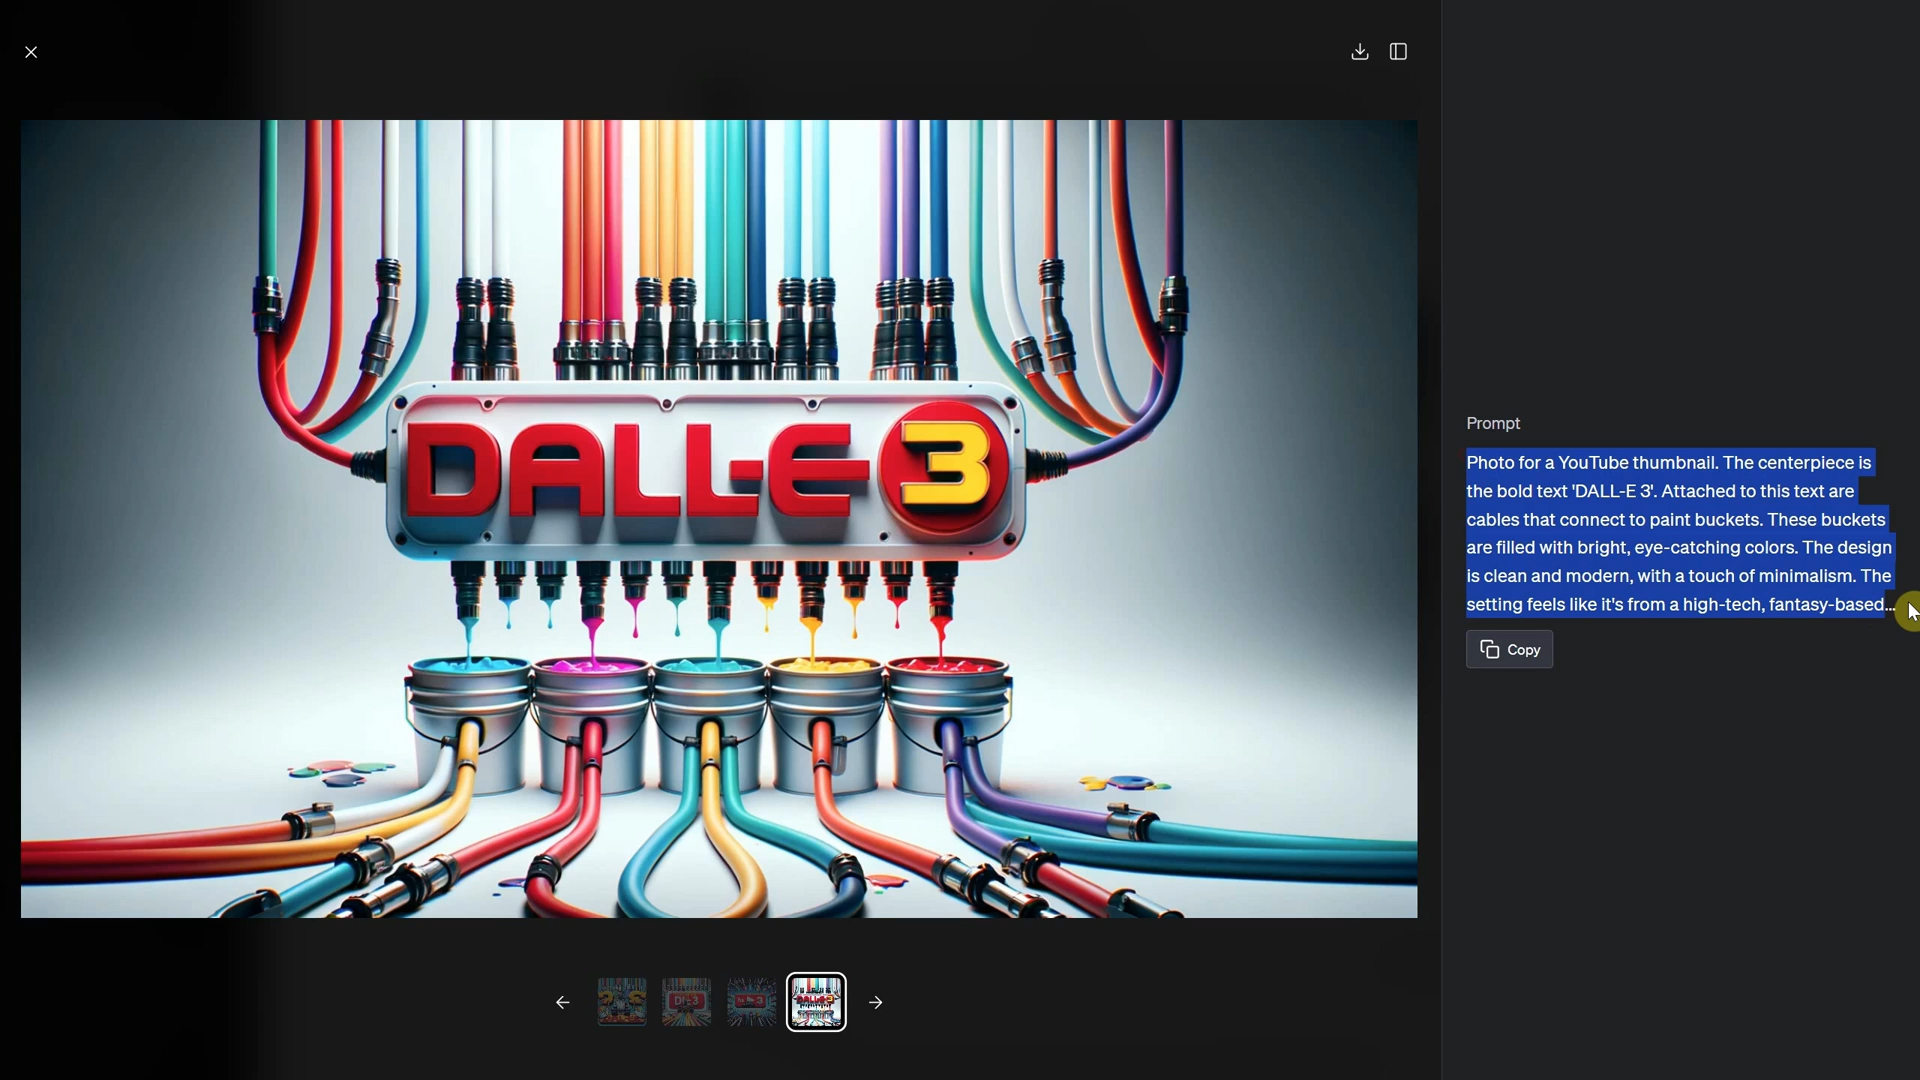 DALL-E 3
Prompt
Photo for a YouTube thumbnail. The centerpiece is
the bold text 'DALL-E 3'. Attached to this text are
cables that connect to paint buckets. These buckets
are filled with bright, eye-catching colors. The design
is clean and modern, with a touch of minimalism. The
setting feels like it's from a high-tech, fantasy-based...
Copy